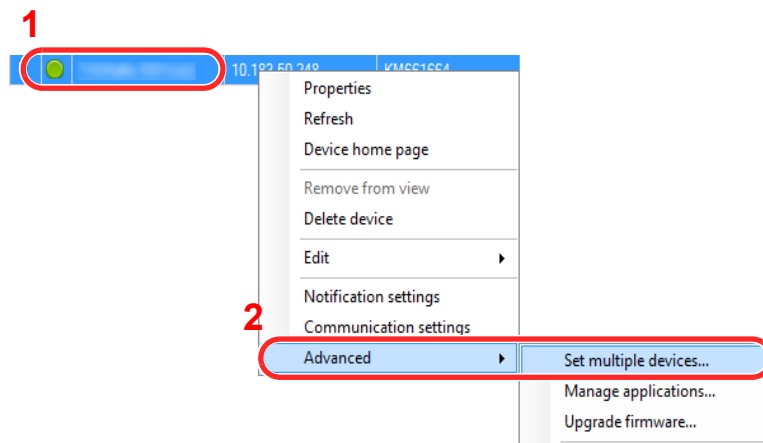 1
10.183.50.248 KM661664
Properties
Refresh
Device home page
Remove from view
Delete device
Edit
Notification settings
2
Communication settings
Advanced
Set multiple devices...
Manage applications...
Upgrade firmware...